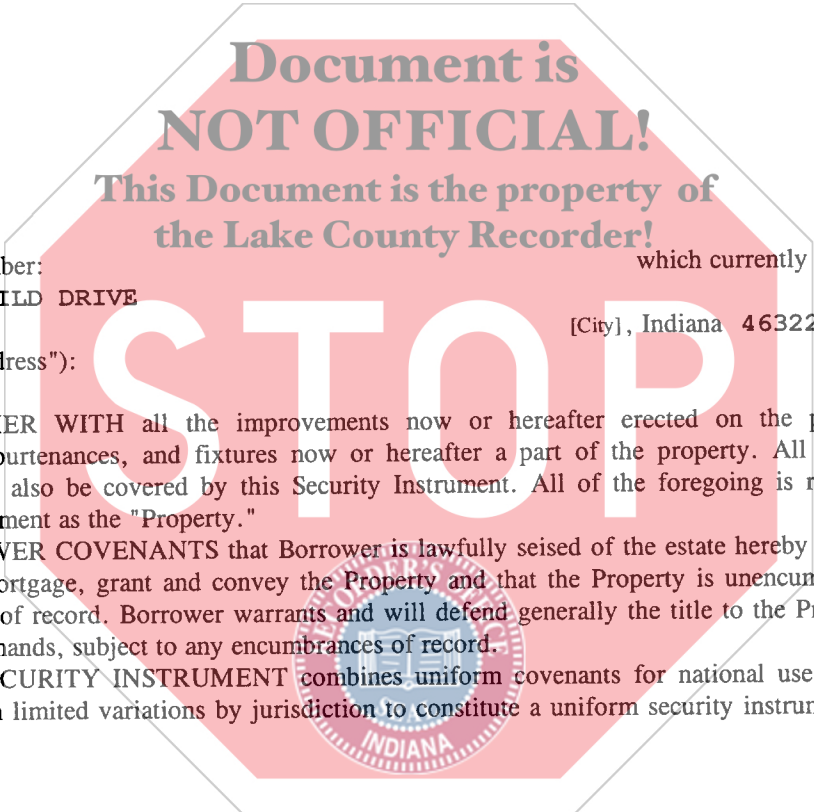 Document is
NOT OFFICIAL!
This Document is the property of
the Lake County Recorder!
ber: which currently
ILD DRIVE
[City], Indiana 46322
dress"):
STOP
ER WITH all the improvements now or hereafter erected on the p
purtenances, and fixtures now or hereafter a part of the property. All
also be covered by this Security Instrument. All of the foregoing is r
ment as the "Property."
VER COVENANTS that Borrower is lawfully seised of the estate hereby
ortgage, grant and convey the Property and that the Property is unencum
of record. Borrower warrants and will defend generally the title to the Pr
nands, subject to any encumbrances of record.
CURITY INSTRUMENT combines uniform covenants for national use
n limited variations by jurisdiction to constitute a uniform security instrum
RECORDER'S OFFICE
INDIANA